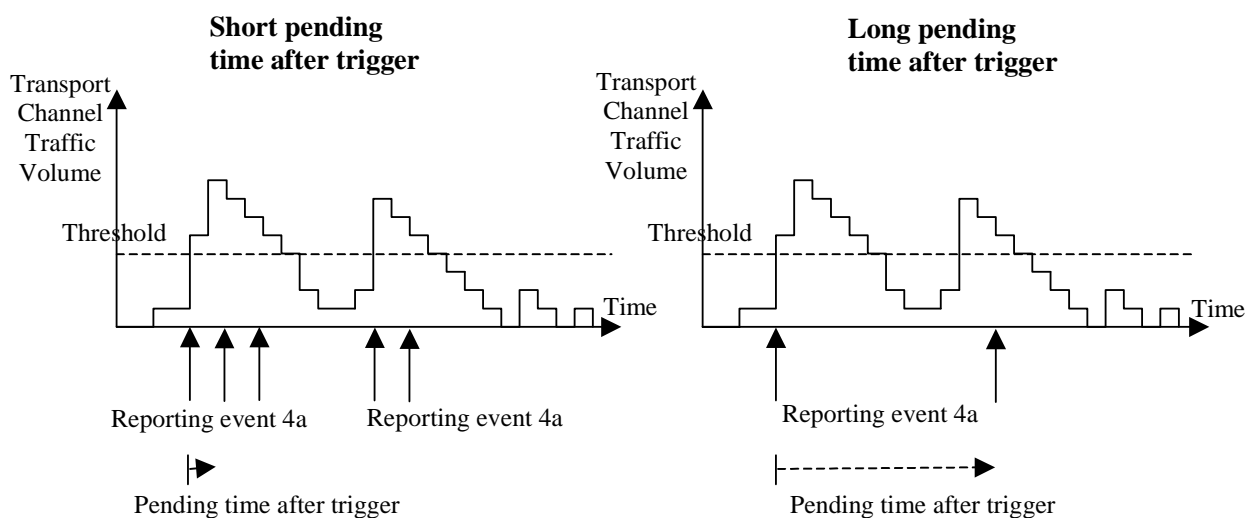 Short pending
time after trigger
Transport
Channel
Traffic
Volume
Threshold
Time
Reporting event 4a
Reporting event 4a
Pending time after trigger
Long pending
time after trigger
Transport
Channel
Traffic
Volume
Threshold
Time
Reporting event 4a
Pending time after trigger